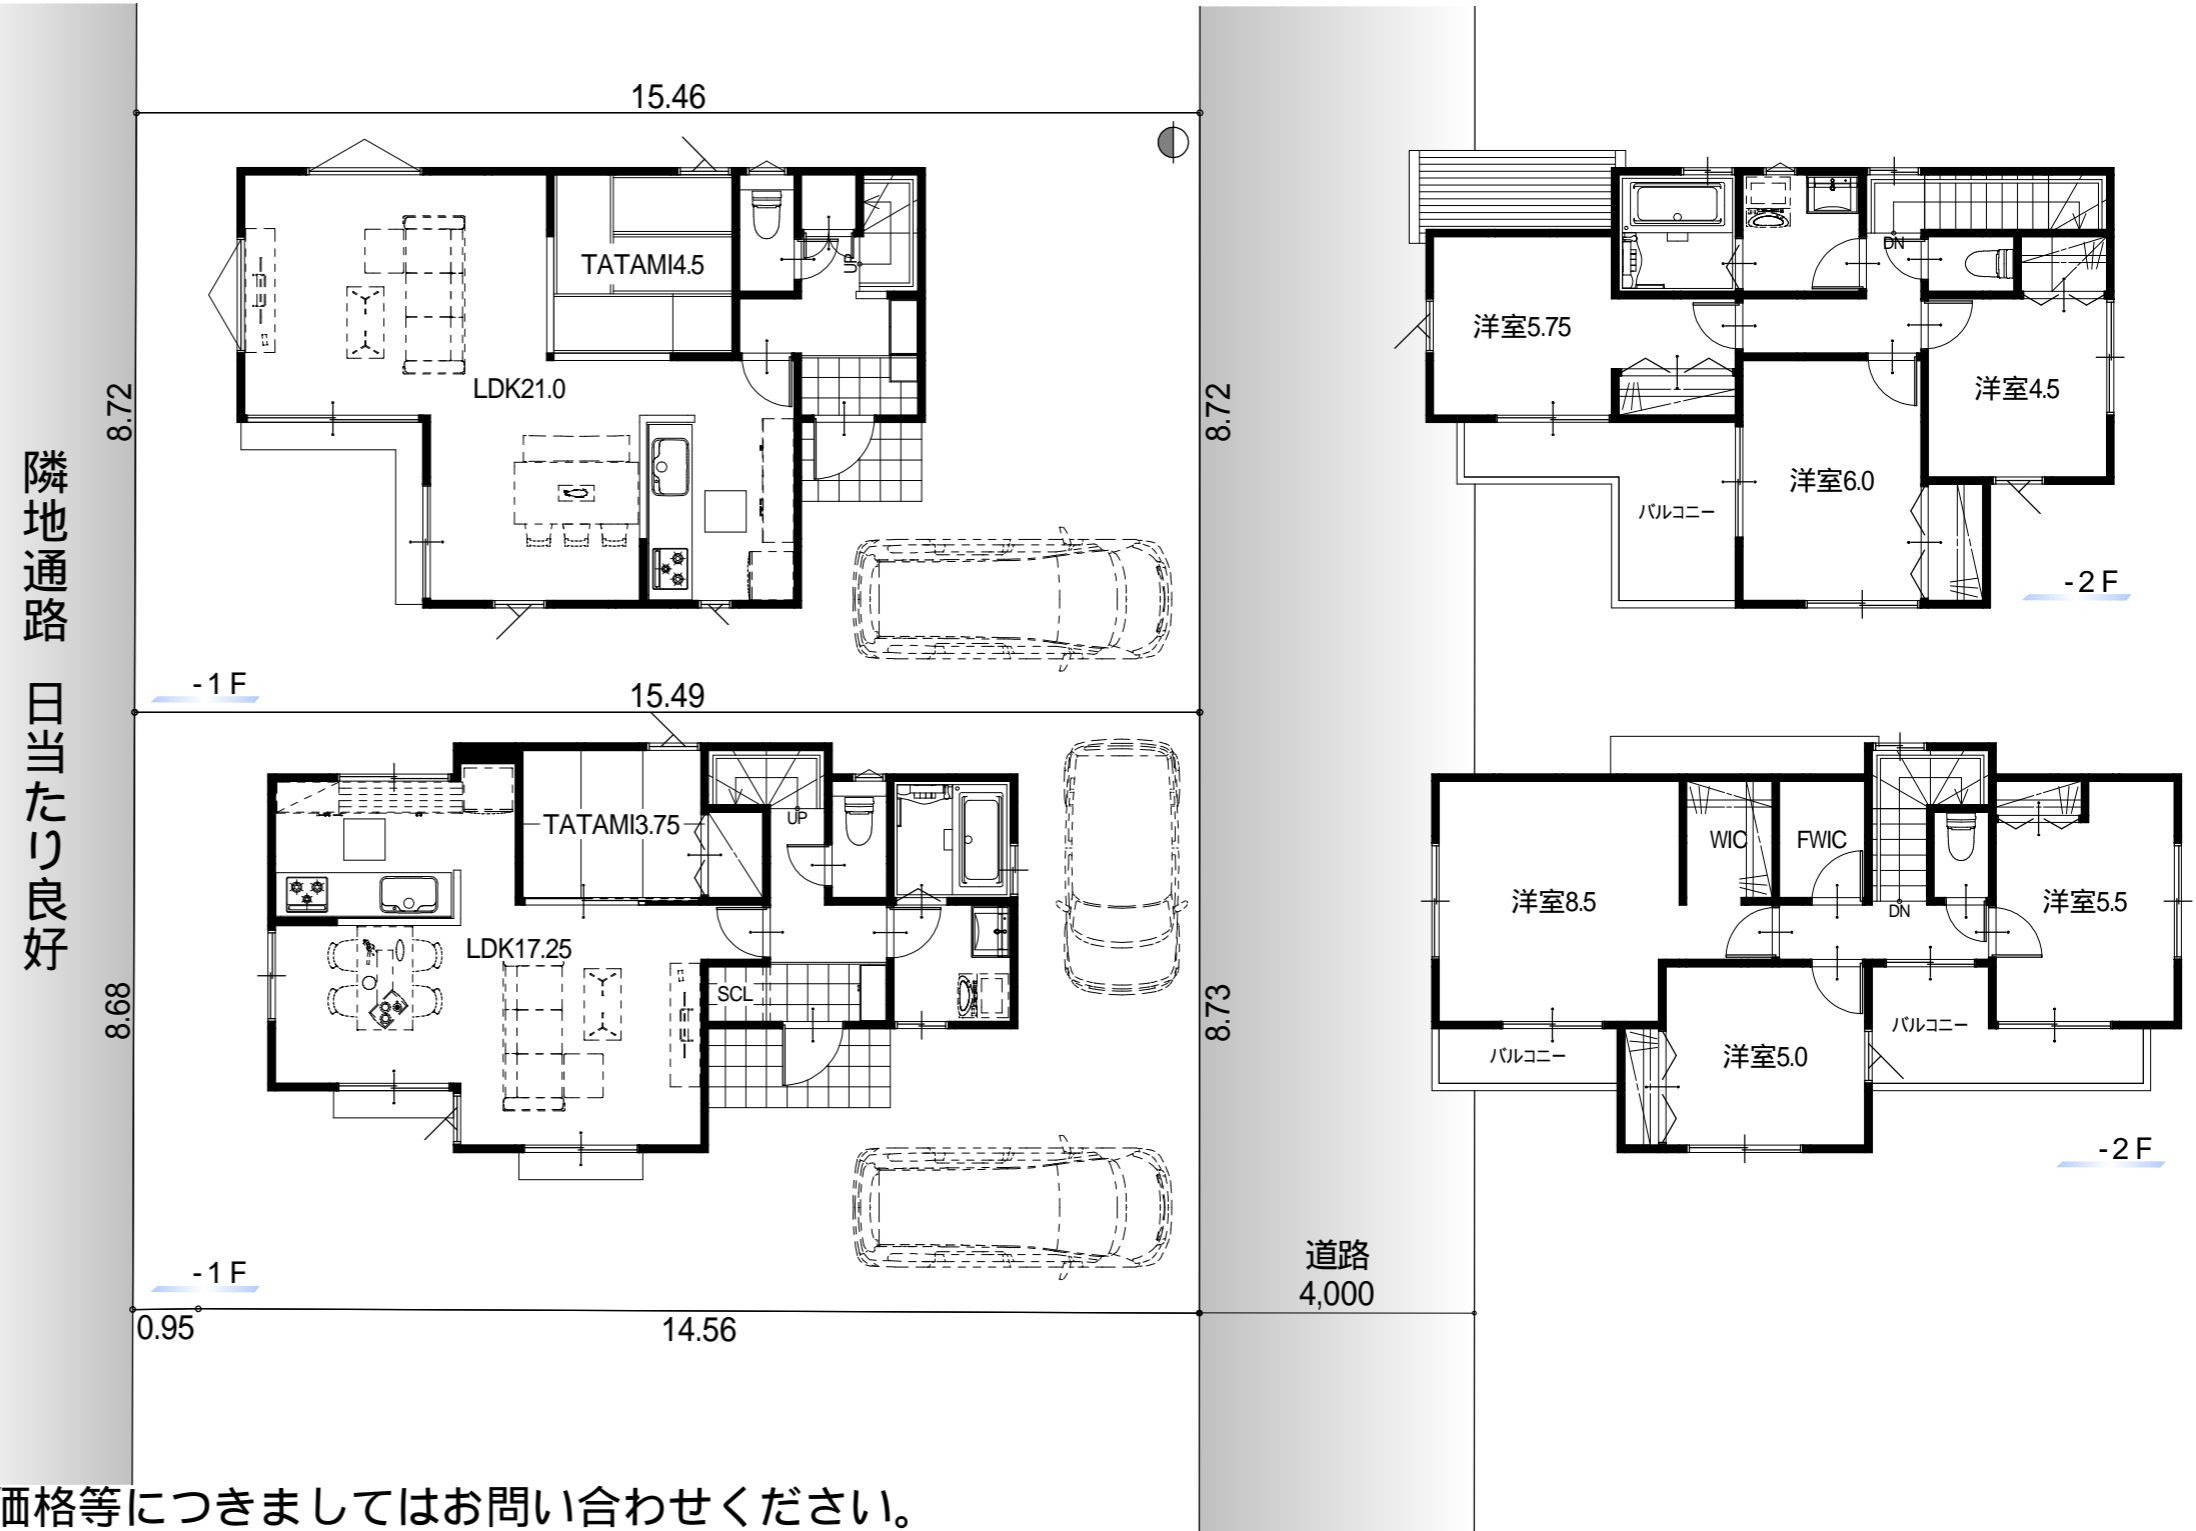 15.46
TATAMI4.5
UP
LDK21.0
8.72
8.72
-1F
15.49
隣地通路 日当たり良好
洋室5.75
DN
洋室4.5
洋室6.0
バルコニー
-2F
TATAMI3.75
UP
LDK17.25
SCL
8.68
8.73
-1F
0.95
14.56
道路
4,000
WIC
FWIC
洋室8.5
DN
洋室5.5
バルコニー
バルコニー
洋室5.0
-2F
価格等につきましてはお問い合わせください。